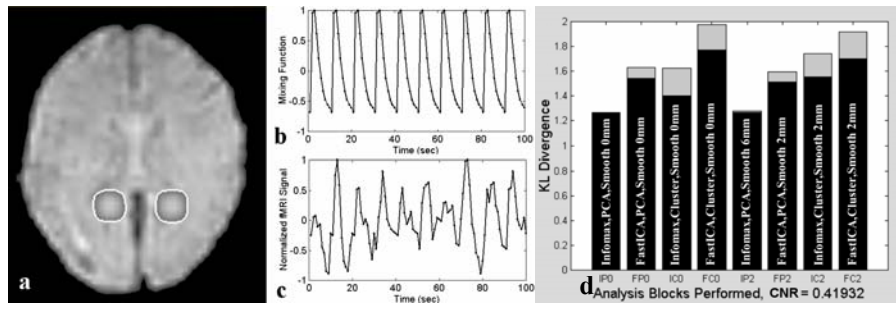 a
b
Mixing Function
1
0.5
0
-0.5
-1
0 20 40 60 80 100
Time (sec)
c
Normalized fMRI Signal
1
0.5
0
-0.5
-1
0 20 40 60 80 100
Time (sec)
d
KL Divergence
2
1.8
1.6
1.4
1.2
1
0.8
0.6
0.4
0.2
0
Infomax,PCA,Smooth 0mm
FastICA,PCA,Smooth 0mm
Infomax,Cluster,Smooth 0mm
FastICA,Cluster,Smooth 0mm
Infomax,PCA,Smooth 6mm
FastICA,PCA,Smooth 2mm
Infomax,Cluster,Smooth 2mm
FastICA,Cluster,Smooth 2mm
IP0 FP0 IC0 FC0 IP2 FP2 IC2 FC2
Analysis Blocks Performed, CNR = 0.41932